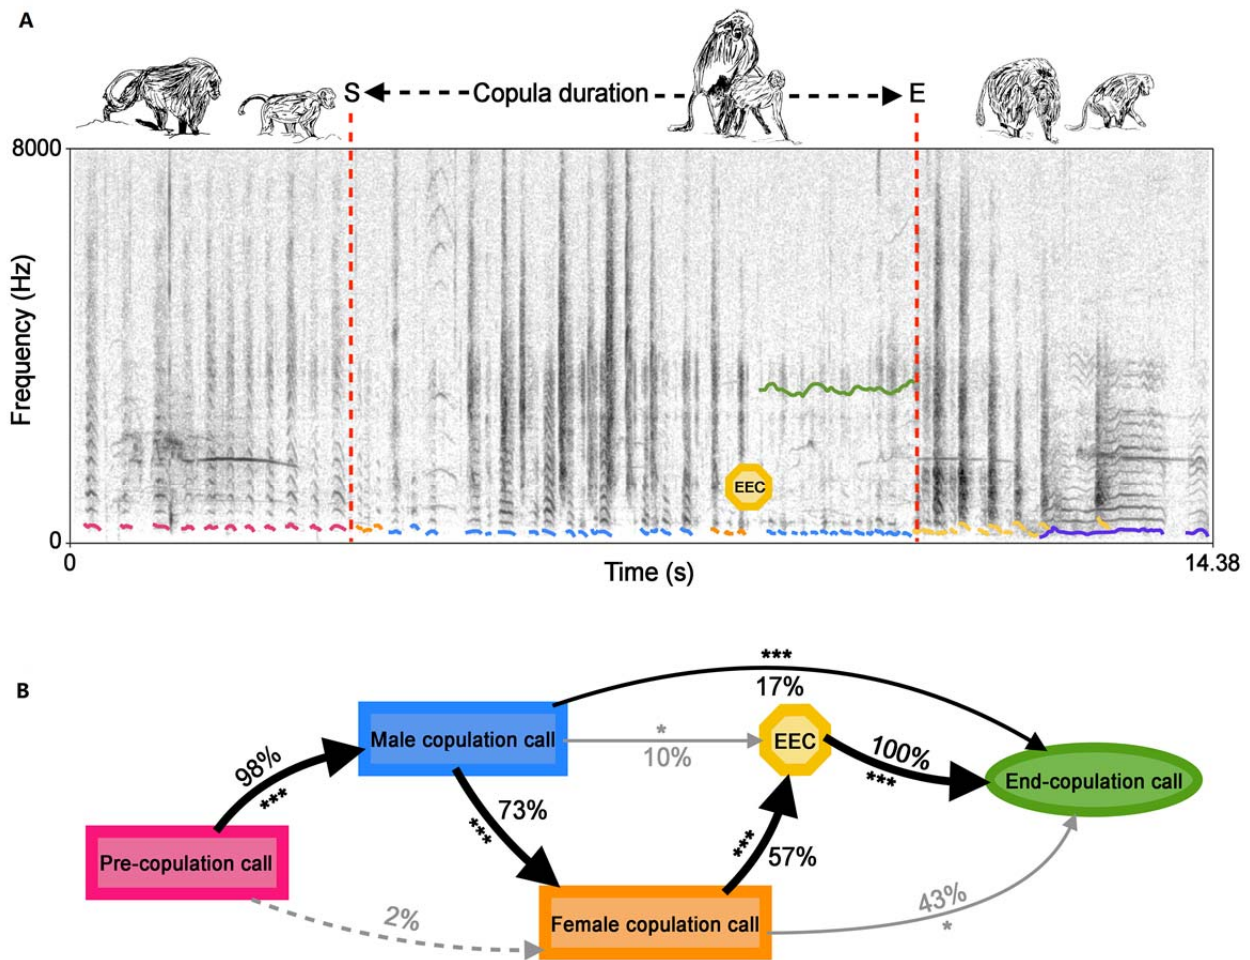 A
S
Copula duration
E
8000
Frequency (Hz)
EEC
0
0
Time (s)
14.38
B
***
17%
Male copulation call
*
10%
EEC
100%
***
End-copulation call
98%
***
73%
***
***
57%
Pre-copulation call
2%
Female copulation call
43%
*